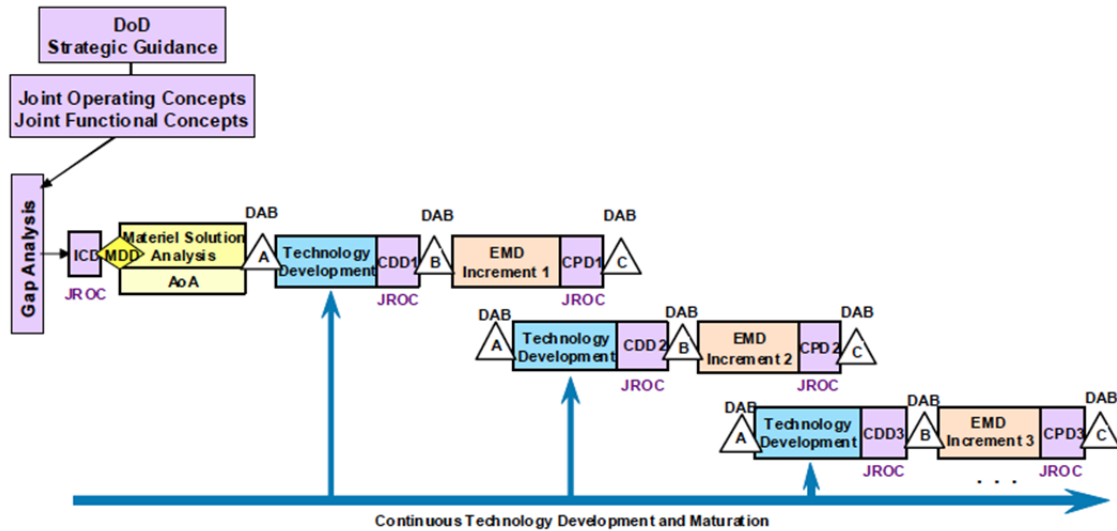 DoD
Strategic Guidance
Joint Operating Concepts
Joint Functional Concepts
Gap Analysis
ICD
JROC
MDD
Materiel Solution
Analysis
AoA
DAB
A
Technology
Development
CDD1
JROC
DAB
B
EMD
Increment 1
CPD1
JROC
DAB
C
DAB
A
Technology
Development
CDD2
JROC
DAB
B
EMD
Increment 2
CPD2
JROC
DAB
C
DAB
A
Technology
Development
CDD3
JROC
DAB
B
EMD
Increment 3
CPD3
JROC
DAB
C
. . .
Continuous Technology Development and Maturation